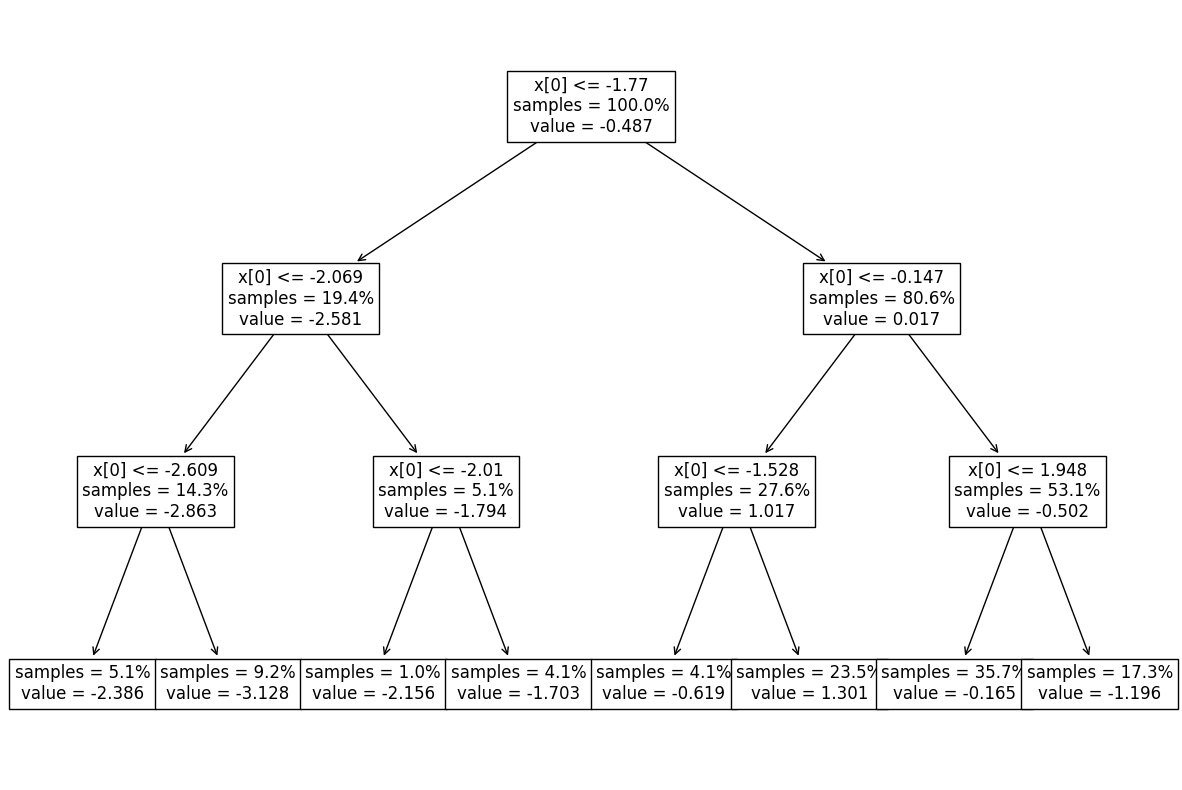 x[0] <= -1.77
samples = 100.0%
value = -0.487
x[0] <= -2.069
samples = 19.4%
value = -2.581
x[0] <= -0.147
samples = 80.6%
value = 0.017
x[0] <= -2.609
samples = 14.3%
value = -2.863
x[0] <= -2.01
samples = 5.1%
value = -1.794
x[0] <= -1.528
samples = 27.6%
value = 1.017
x[0] <= 1.948
samples = 53.1%
value = -0.502
samples = 5.1%
value = -2.386
samples = 9.2%
value = -3.128
samples = 1.0%
value = -2.156
samples = 4.1%
value = -1.703
samples = 4.1%
value = -0.619
samples = 23.5%
value = 1.301
samples = 35.7%
value = -0.165
samples = 17.3%
value = -1.196